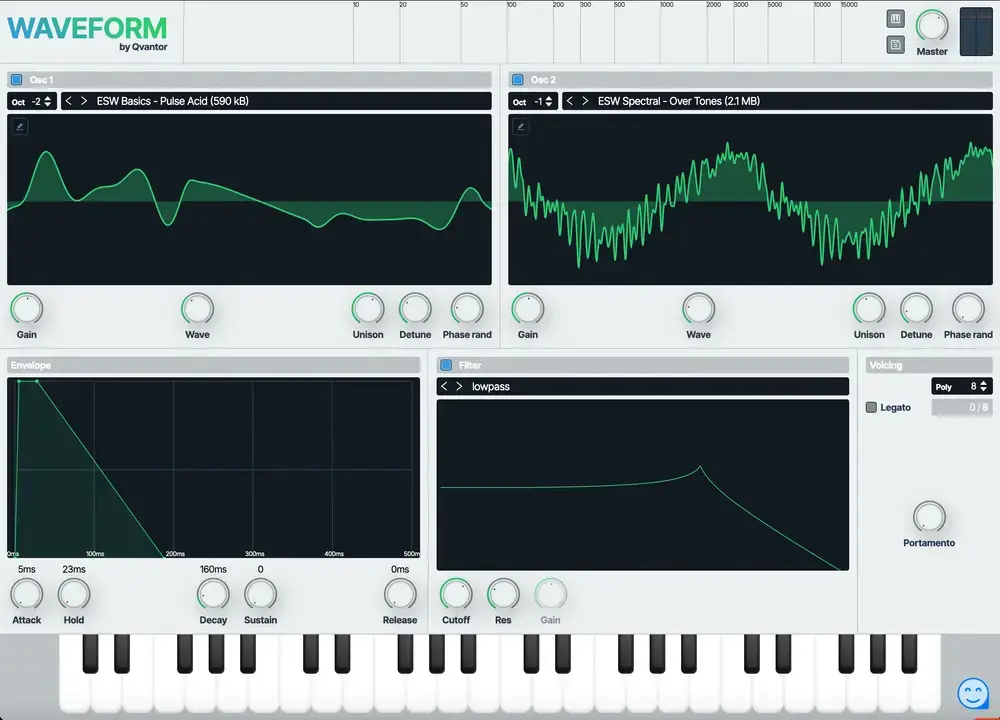 WAVEFORM
by Qvantor
10 20 50 100 200 300 500 1000 2000 3000 5000 10000 15000
Master
Osc 1
Oct -2 < > ESW Basics - Pulse Acid (590 kB)
Gain Wave Unison Detune Phase rand
Osc 2
Oct -1 < > ESW Spectral - Over Tones (2.1 MB)
Gain Wave Unison Detune Phase rand
Envelope
0ms 100ms 200ms 300ms 400ms 500m
5ms 23ms 160ms 0 0ms
Attack Hold Decay Sustain Release
Filter
< > lowpass
Cutoff Res Gain
Voicing
Poly 8
Legato 0 / 8
Portamento